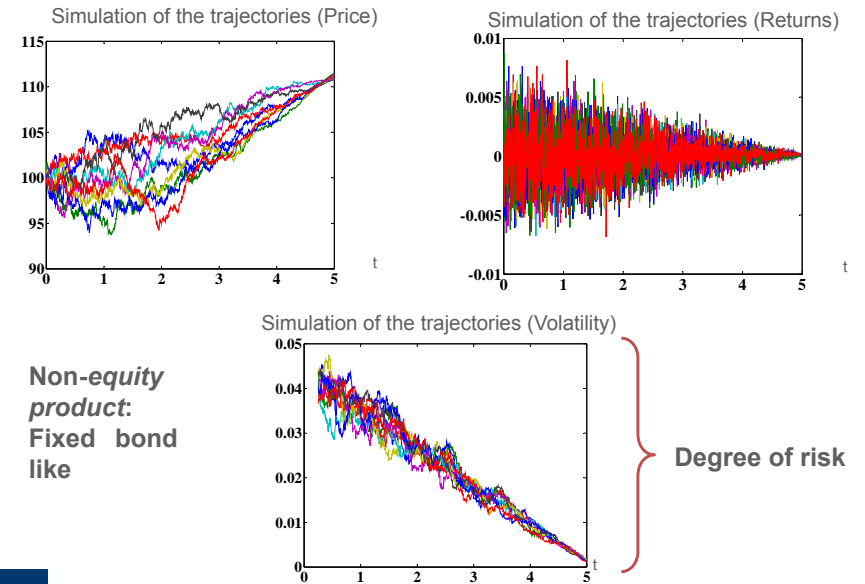 Simulation of the trajectories (Price)
115
110
105
100
95
90
0 1 2 3 4 5
t
Simulation of the trajectories (Returns)
0.01
0.005
0
-0.005
-0.01
0 1 2 3 4 5
t
Simulation of the trajectories (Volatility)
0.05
0.04
0.03
0.02
0.01
0
0 1 2 3 4 5
t
Non-equity
product:
Fixed bond
like
Degree of risk